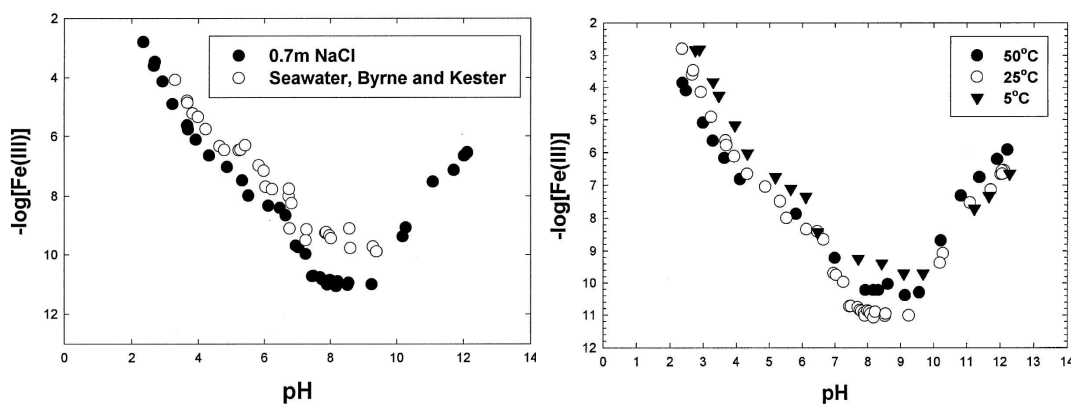 2
4
6
8
10
12
0 2 4 6 8 10 12 14
-log[Fe(III)]
pH
0.7m NaCl
Seawater, Byrne and Kester
2
3
4
5
6
7
8
9
10
11
12
0 1 2 3 4 5 6 7 8 9 10 11 12 13 14
-log[Fe(III)]
pH
50°C
25°C
5°C